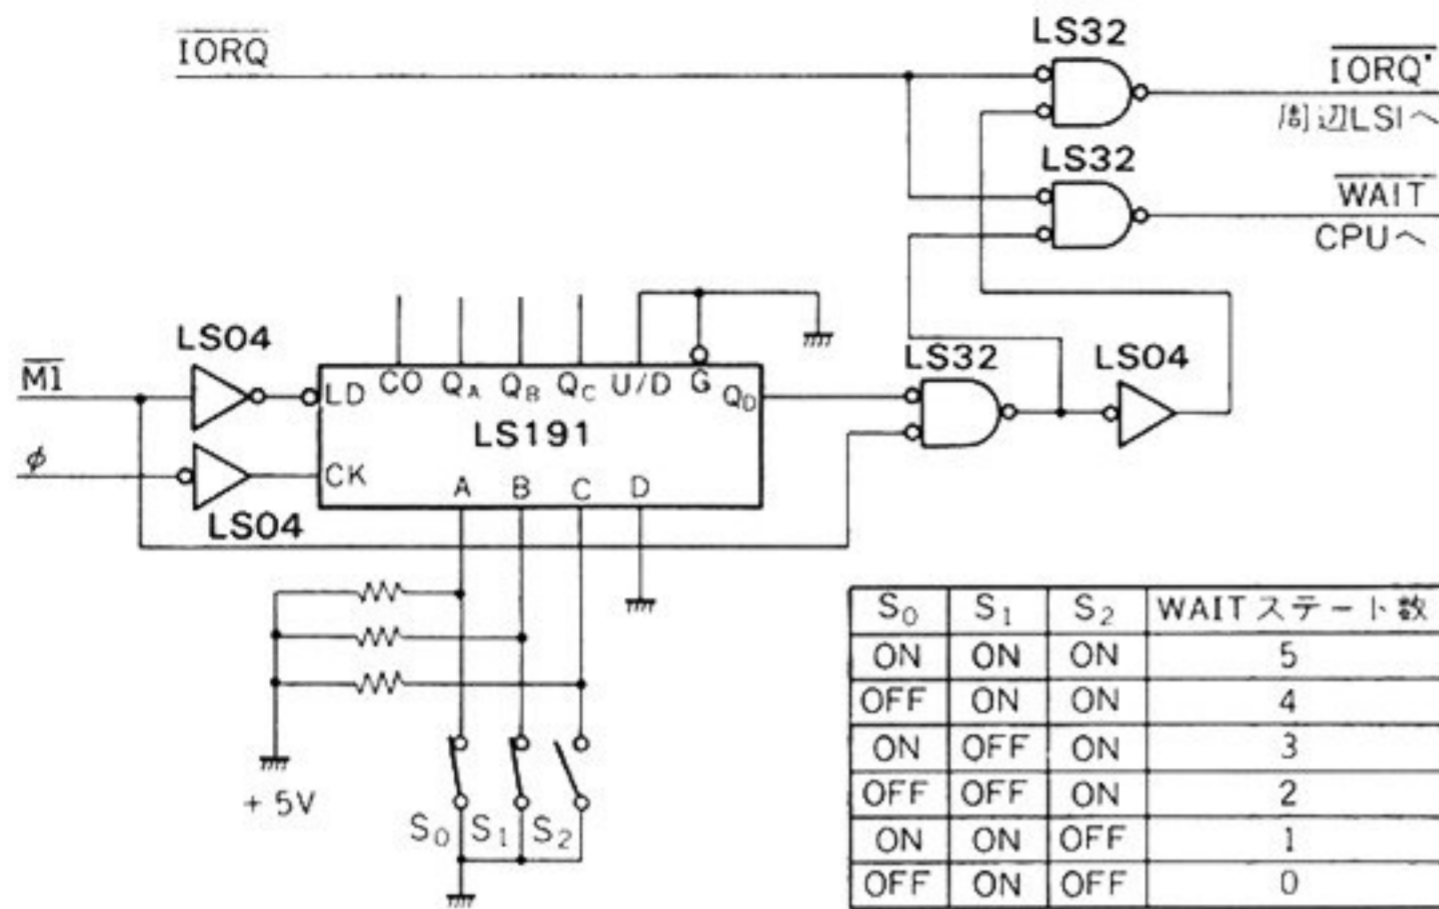 IORQ
LS32
IORQ'
周辺LSIへ
LS32
WAIT
CPUへ
LS04
M1
LD
CO
QA
QB
QC
U/D
G
QD
LS191
φ
CK
A
B
C
D
LS04
LS32
LS04
+5V
S0
S1
S2
S0 S1 S2 WAITステート数
ON ON ON 5
OFF ON ON 4
ON OFF ON 3
OFF OFF ON 2
ON ON OFF 1
OFF ON OFF 0